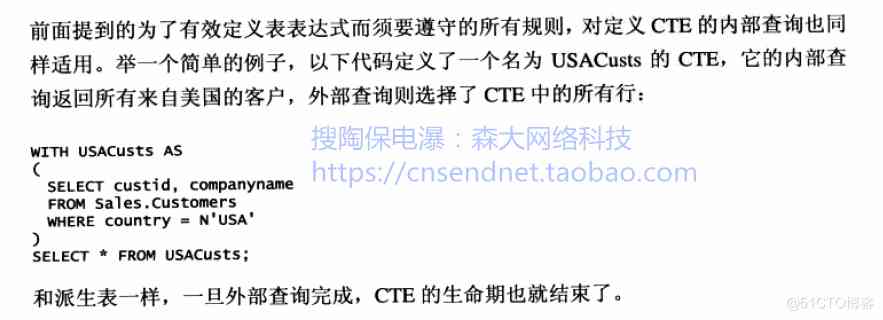 前面提到的为了有效定义表表达式而须要遵守的所有规则，对定义 CTE 的内部查询也同
样适用。举一个简单的例子，以下代码定义了一个名为 USACusts 的 CTE，它的内部查
询返回所有来自美国的客户，外部查询则选择了 CTE 中的所有行：
搜陶保电瀑：森大网络科技
https://cnsendnet.taobao.com
WITH USACusts AS
(
SELECT custid, companyname
FROM Sales.Customers
WHERE country = N'USA'
)
SELECT * FROM USACusts;
和派生表一样，一旦外部查询完成，CTE 的生命期也就结束了。
@51CTO博客